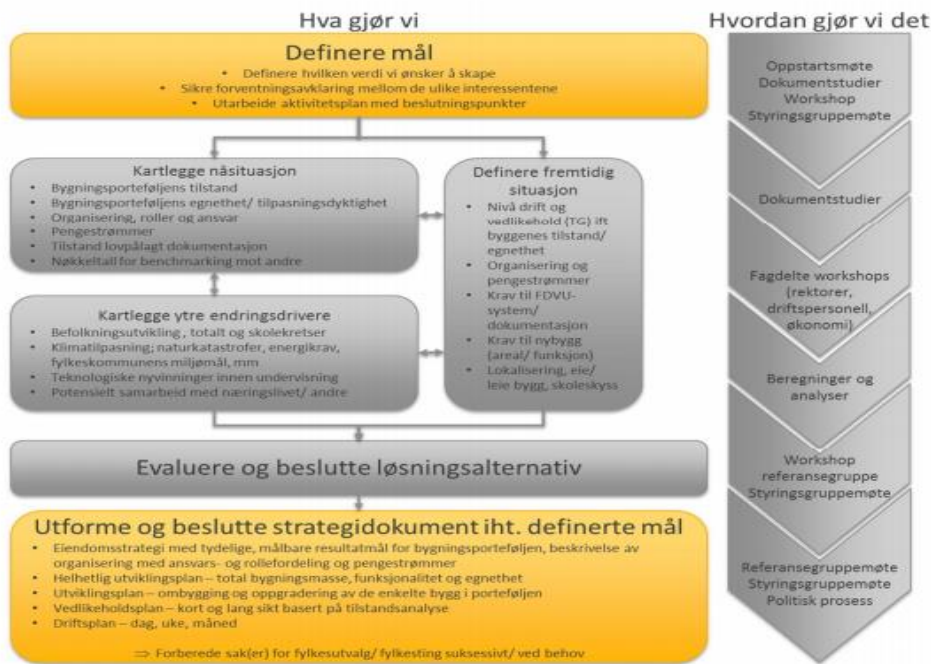 Hva gjør vi
Definere mål
• Definere hvilken verdi vi ønsker å skape
• Sikre forventningsavklaring mellom de ulike interessentene
• Utarbeide aktivitetsplan med beslutningspunkter
Kartlegge nåsituasjon
• Bygningsporteføljens tilstand
• Bygningsporteføljens egnethet/ tilpasningsdyktighet
• Organisering, roller og ansvar
• Pengestrømmer
• Tilstand lovpålagt dokumentasjon
• Nøkkeltall for benchmarking mot andre
Definere fremtidig
situasjon
• Nivå drift og
vedlikehold (TG) ift
byggenes tilstand/
egnethet
• Organisering og
pengestrømmer
• Krav til FDVU-
system/
dokumentasjon
• Krav til nybygg
(areal/ funksjon)
• Lokalisering, eie/
leie bygg, skoleskyss
Kartlegge ytre endringsdrivere
• Befolkningsutvikling , totalt og skolekretser
• Klimatilpasning; naturkatastrofer, energikrav,
fylkeskommunens miljømål, mm
• Teknologiske nyvinninger innen undervisning
• Potensielt samarbeid med næringslivet/ andre
Evaluere og beslutte løsningsalternativ
Utforme og beslutte strategidokument iht. definerte mål
• Eiendomsstrategi med tydelige, målbare resultatmål for bygningsporteføljen, beskrivelse av
organisering med ansvars- og rollefordeling og pengestrømmer
• Helhetlig utviklingsplan – total bygningsmasse, funksjonalitet og egnethet
• Utviklingsplan – ombygging og oppgradering av de enkelte bygg i porteføljen
• Vedlikeholdsplan – kort og lang sikt basert på tilstandsanalyse
• Driftsplan – dag, uke, måned
⇒ Forberede sak(er) for fylkesutvalg/ fylkesting suksessivt/ ved behov
Hvordan gjør vi det
Oppstartsmøte
Dokumentstudier
Workshop
Styringsgruppemøte
Dokumentstudier
Fagdelte workshops
(rektorer,
driftspersonell,
økonomi)
Beregninger og
analyser
Workshop
referansegruppe
Styringsgruppemøte
Referansegruppemøte
Styringsgruppemøte
Politisk prosess